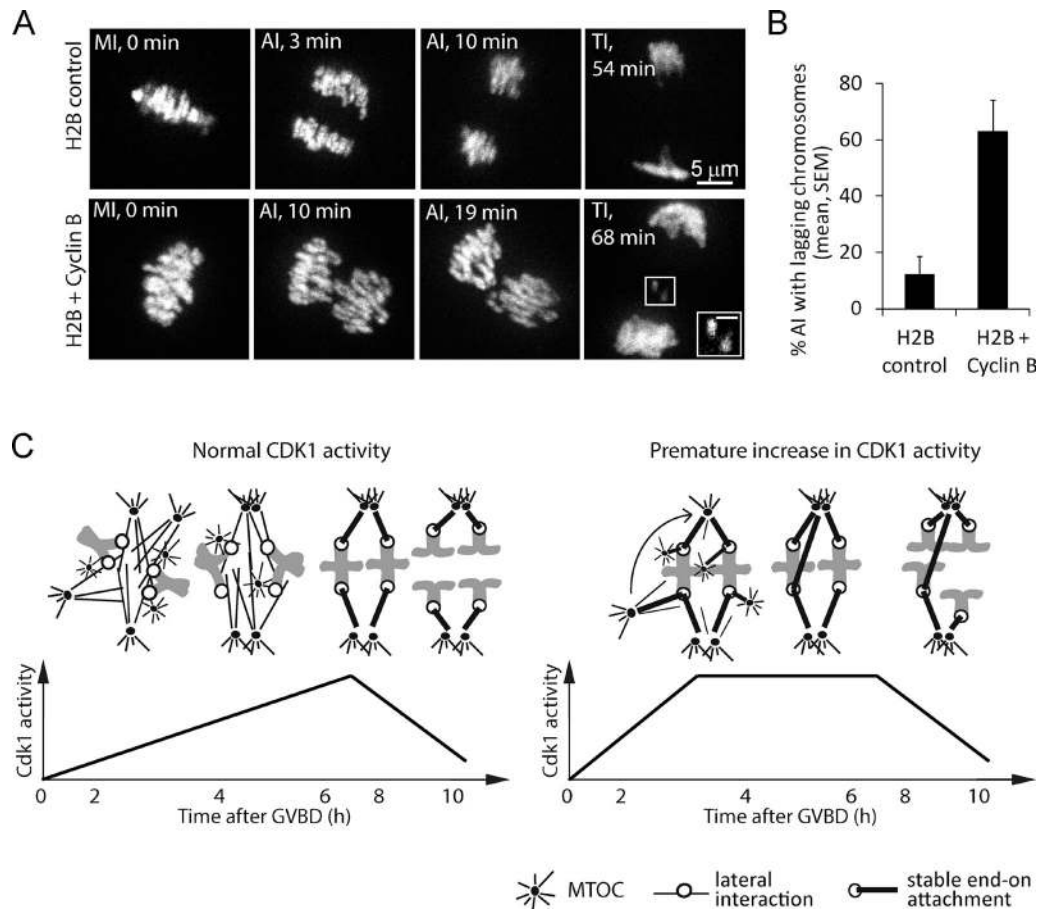 A
H2B control
MI, 0 min
AI, 3 min
AI, 10 min
TI,
54 min
5 μm
H2B + Cyclin B
MI, 0 min
AI, 10 min
AI, 19 min
TI,
68 min
B
% AI with lagging chromosomes
(mean, SEM)
80
60
40
20
0
H2B
control
H2B +
Cyclin B
C
Normal CDK1 activity
Premature increase in CDK1 activity
Cdk1 activity
0 2 4 6 8 10
Time after GVBD (h)
Cdk1 activity
0 2 4 6 8 10
Time after GVBD (h)
MTOC
lateral
interaction
stable end-on
attachment